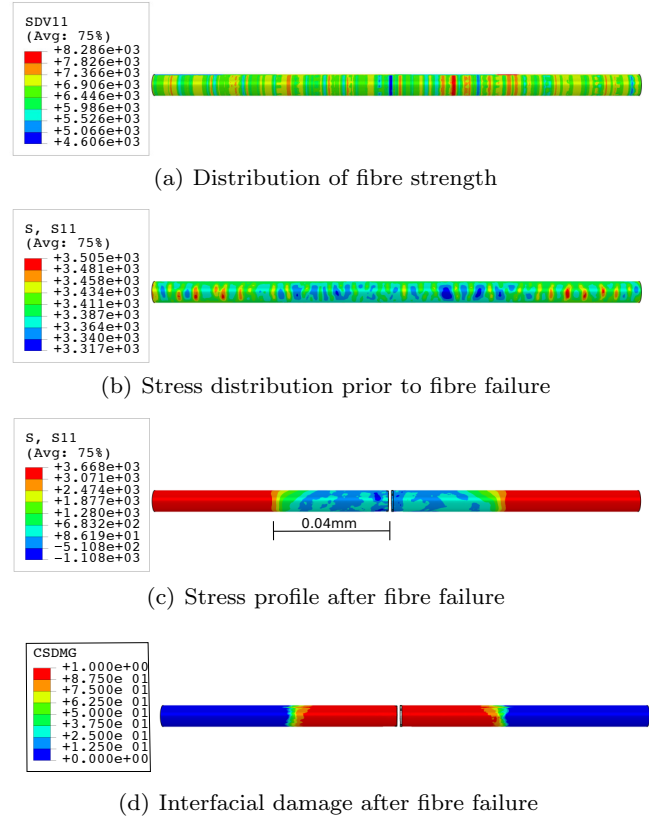 SDV11
(Avg: 75%)
+8.286e+03
+7.826e+03
+7.366e+03
+6.906e+03
+6.446e+03
+5.986e+03
+5.526e+03
+5.066e+03
+4.606e+03
(a) Distribution of fibre strength
S, S11
(Avg: 75%)
+3.505e+03
+3.481e+03
+3.458e+03
+3.434e+03
+3.411e+03
+3.387e+03
+3.364e+03
+3.340e+03
+3.317e+03
(b) Stress distribution prior to fibre failure
S, S11
(Avg: 75%)
+3.668e+03
+3.071e+03
+2.474e+03
+1.877e+03
+1.280e+03
+6.832e+02
+8.619e+01
−5.108e+02
−1.108e+03
0.04mm
(c) Stress profile after fibre failure
CSDMG
+1.000e+00
+8.750e 01
+7.500e 01
+6.250e 01
+5.000e 01
+3.750e 01
+2.500e 01
+1.250e 01
+0.000e+00
(d) Interfacial damage after fibre failure